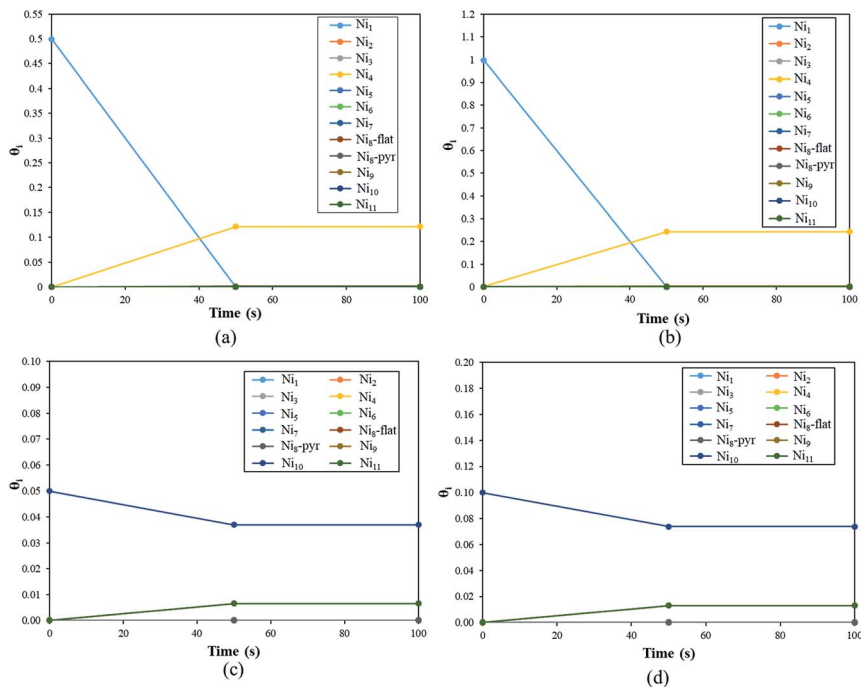 0.5
0.45
0.4
0.35
0.3
0.25
0.2
0.15
0.1
0.05
0
θi
0 20 40 60 80 100
Time (s)
(a)
Ni1
Ni2
Ni3
Ni4
Ni5
Ni6
Ni7
Ni8-flat
Ni8-pyr
Ni9
Ni10
Ni11
1.2
1.1
1
0.9
0.8
0.7
0.6
0.5
0.4
0.3
0.2
0.1
0
θi
0 20 40 60 80 100
Time (s)
(b)
Ni1
Ni2
Ni3
Ni4
Ni5
Ni6
Ni7
Ni8-flat
Ni8-pyr
Ni9
Ni10
Ni11
0.10
0.09
0.08
0.07
0.06
0.05
0.04
0.03
0.02
0.01
0.00
θi
0 20 40 60 80 100
Time (s)
(c)
Ni1 Ni2
Ni3 Ni4
Ni5 Ni6
Ni7 Ni8-flat
Ni8-pyr Ni9
Ni10 Ni11
0.20
0.18
0.16
0.14
0.12
0.10
0.08
0.06
0.04
0.02
0.00
θi
0 20 40 60 80 100
Time (s)
(d)
Ni1 Ni2
Ni3 Ni4
Ni5 Ni6
Ni7 Ni8-flat
Ni8-pyr Ni9
Ni10 Ni11